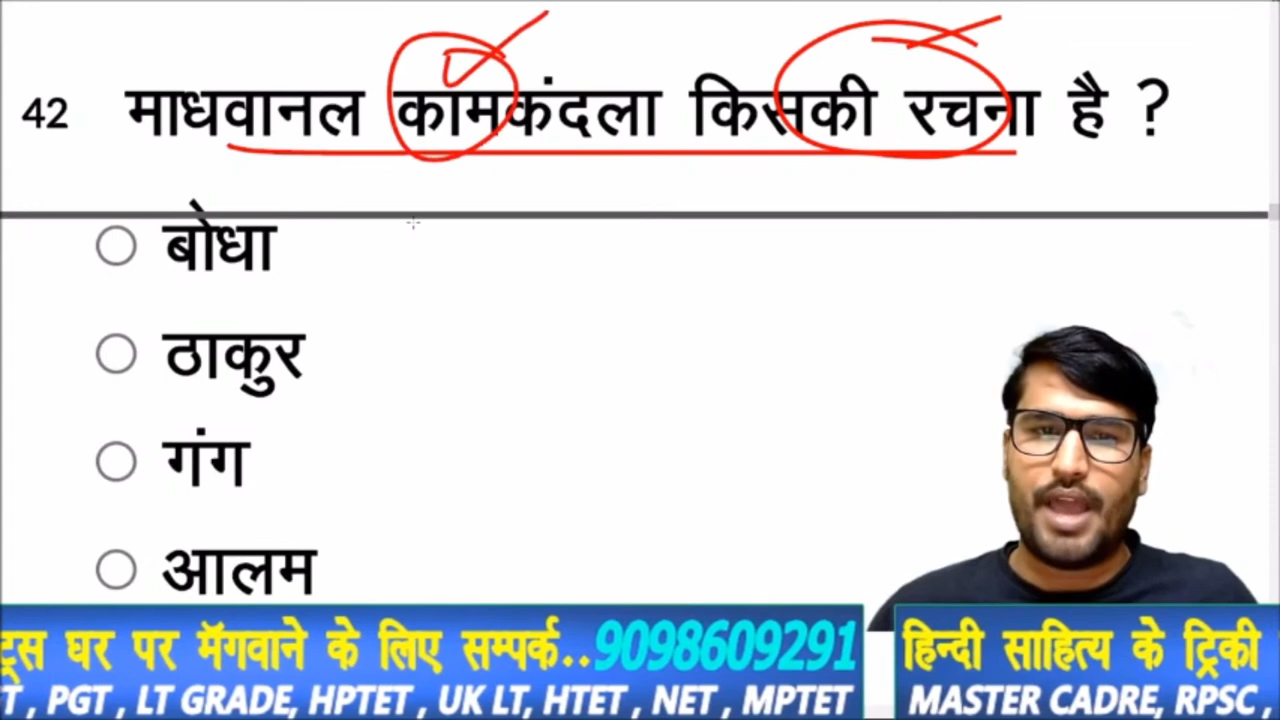 42 माधवानल कामकंदला किसकी रचना है ?
बोधा
ठाकुर
गंग
आलम
घर पर मॅगवाने के लिए सम्पर्क..9098609291
हिन्दी साहित्य के ट्रिकी
, PGT , LT GRADE, HPTET , UK LT, HTET , NET , MPTET
MASTER CADRE, RPSC ,